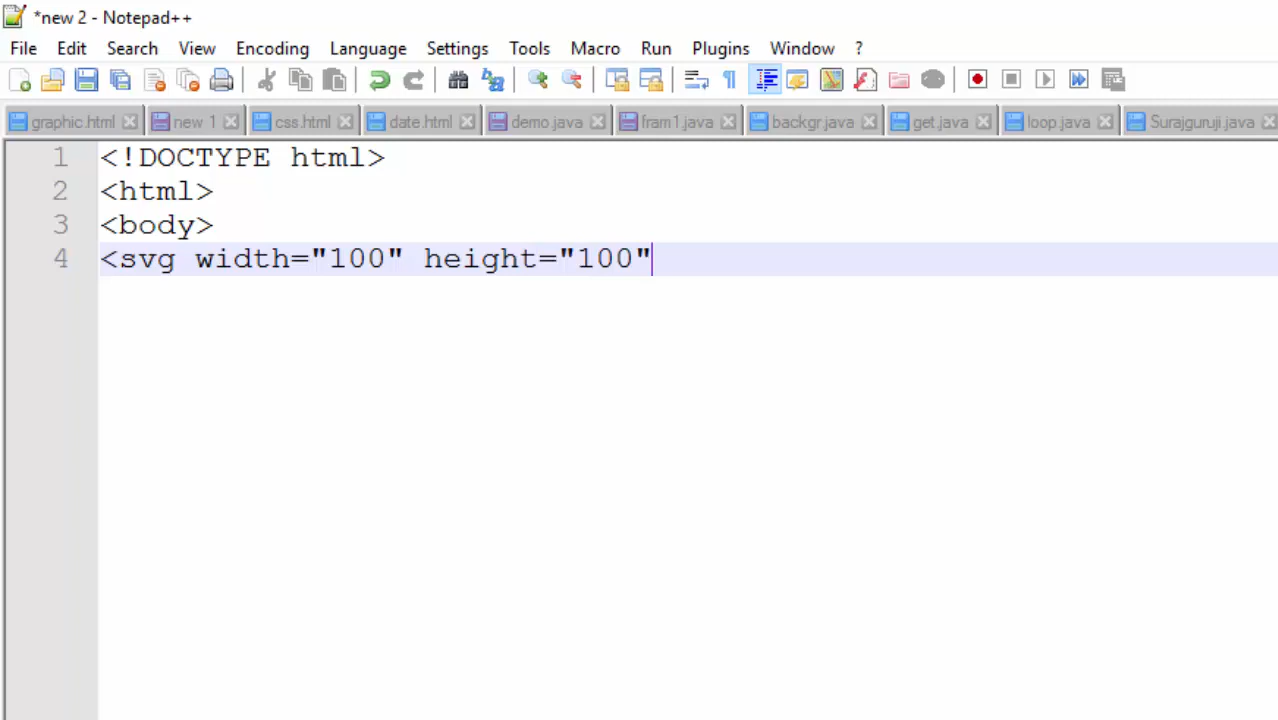 *new 2 - Notepad++
File Edit Search View Encoding Language Settings Tools Macro Run Plugins Window ?
graphic.html new 1 css.html date.html demo.java fram1.java backgr.java get.java loop.java Surajguruji.java
1 <!DOCTYPE html>
2 <html>
3 <body>
4 <svg width="100" height="100"